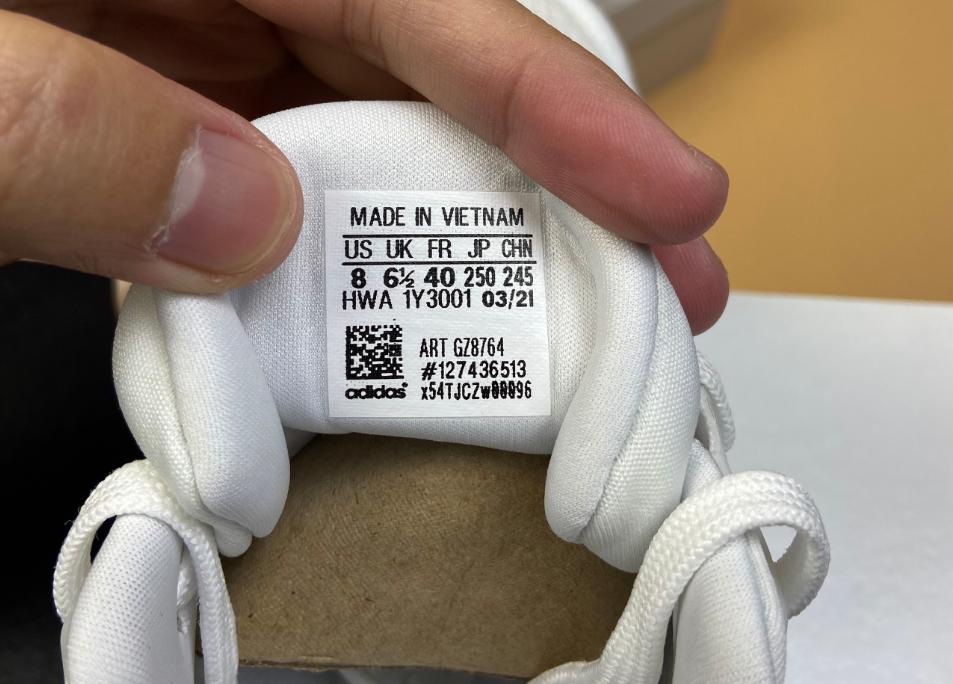 MADE IN VIETNAM
US UK FR JP CHN
8 6½ 40 250 245
HWA 1Y3001 03/21
ART GZ8764
#127436513
adidas x54TJCZw00096